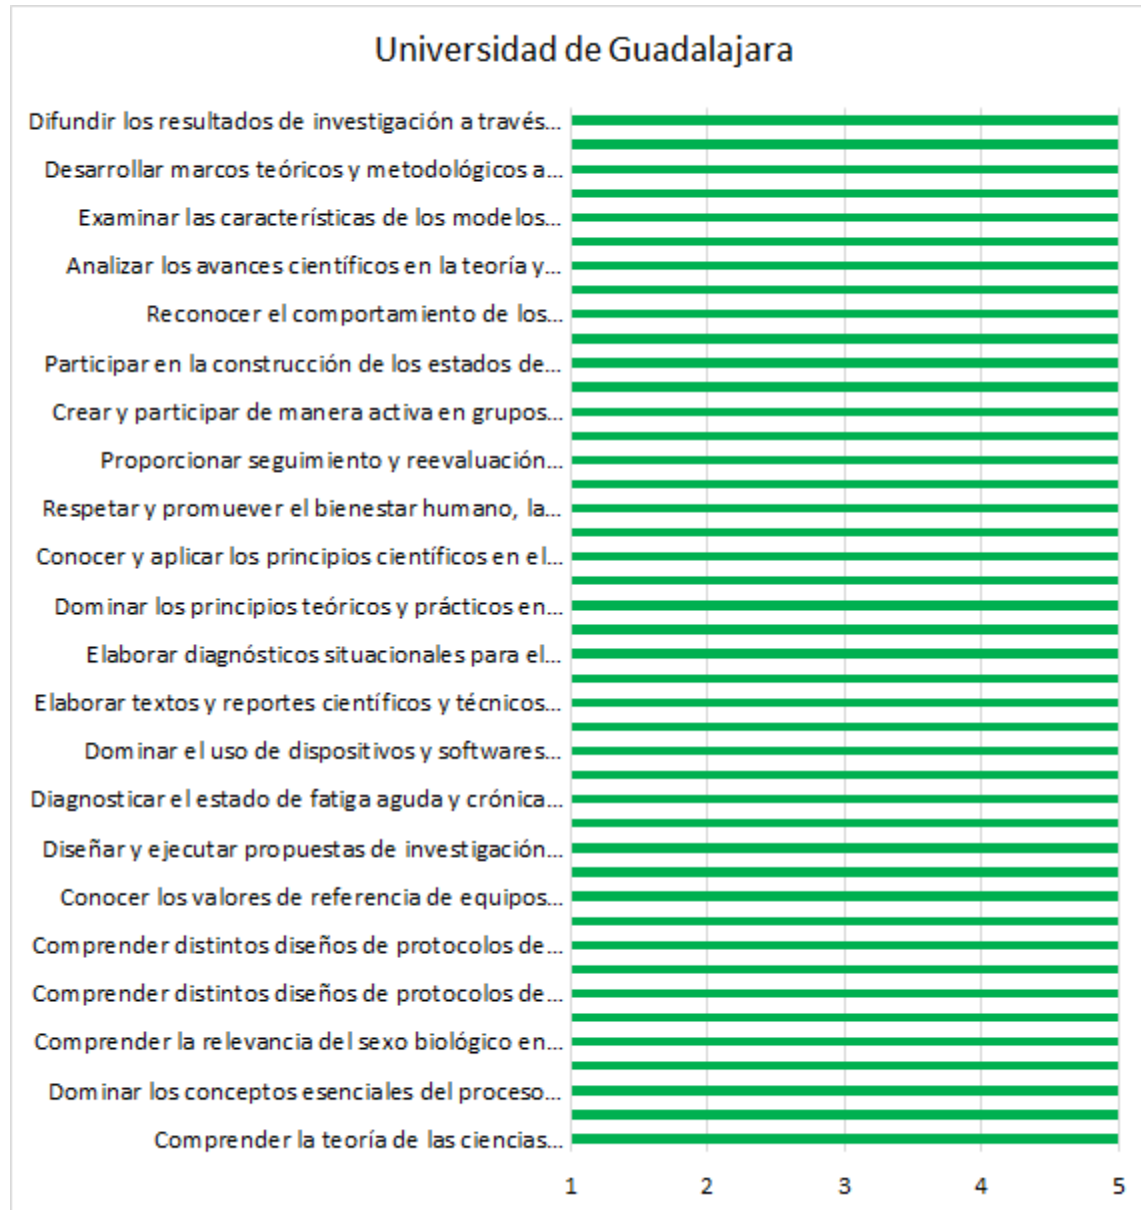 Universidad de Guadalajara
Difundir los resultados de investigación a través...
Desarrollar marcos teóricos y metodológicos a...
Examinar las características de los modelos...
Analizar los avances científicos en la teoría y...
Reconocer el comportamiento de los...
Participar en la construcción de los estados de...
Crear y participar de manera activa en grupos...
Proporcionar seguimiento y reevaluación...
Respetar y promuever el bienestar humano, la...
Conocer y aplicar los principios científicos en el...
Dominar los principios teóricos y prácticos en...
Elaborar diagnósticos situacionales para el...
Elaborar textos y reportes científicos y técnicos...
Dominar el uso de dispositivos y softwares...
Diagnosticar el estado de fatiga aguda y crónica...
Diseñar y ejecutar propuestas de investigación...
Conocer los valores de referencia de equipos...
Comprender distintos diseños de protocolos de...
Comprender distintos diseños de protocolos de...
Comprender la relevancia del sexo biológico en...
Dominar los conceptos esenciales del proceso...
Comprender la teoría de las ciencias...
1 2 3 4 5